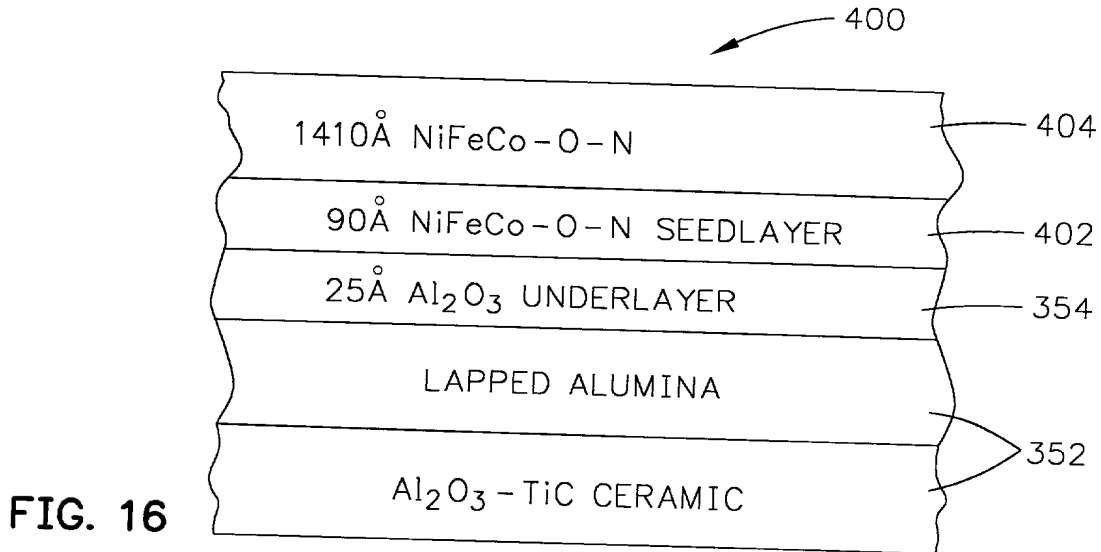 400
1410Å NiFeCo-O-N
404
90Å NiFeCo-O-N SEEDLAYER
402
25Å Al₂O₃ UNDERLAYER
354
LAPPED ALUMINA
352
Al₂O₃-TiC CERAMIC
FIG. 16